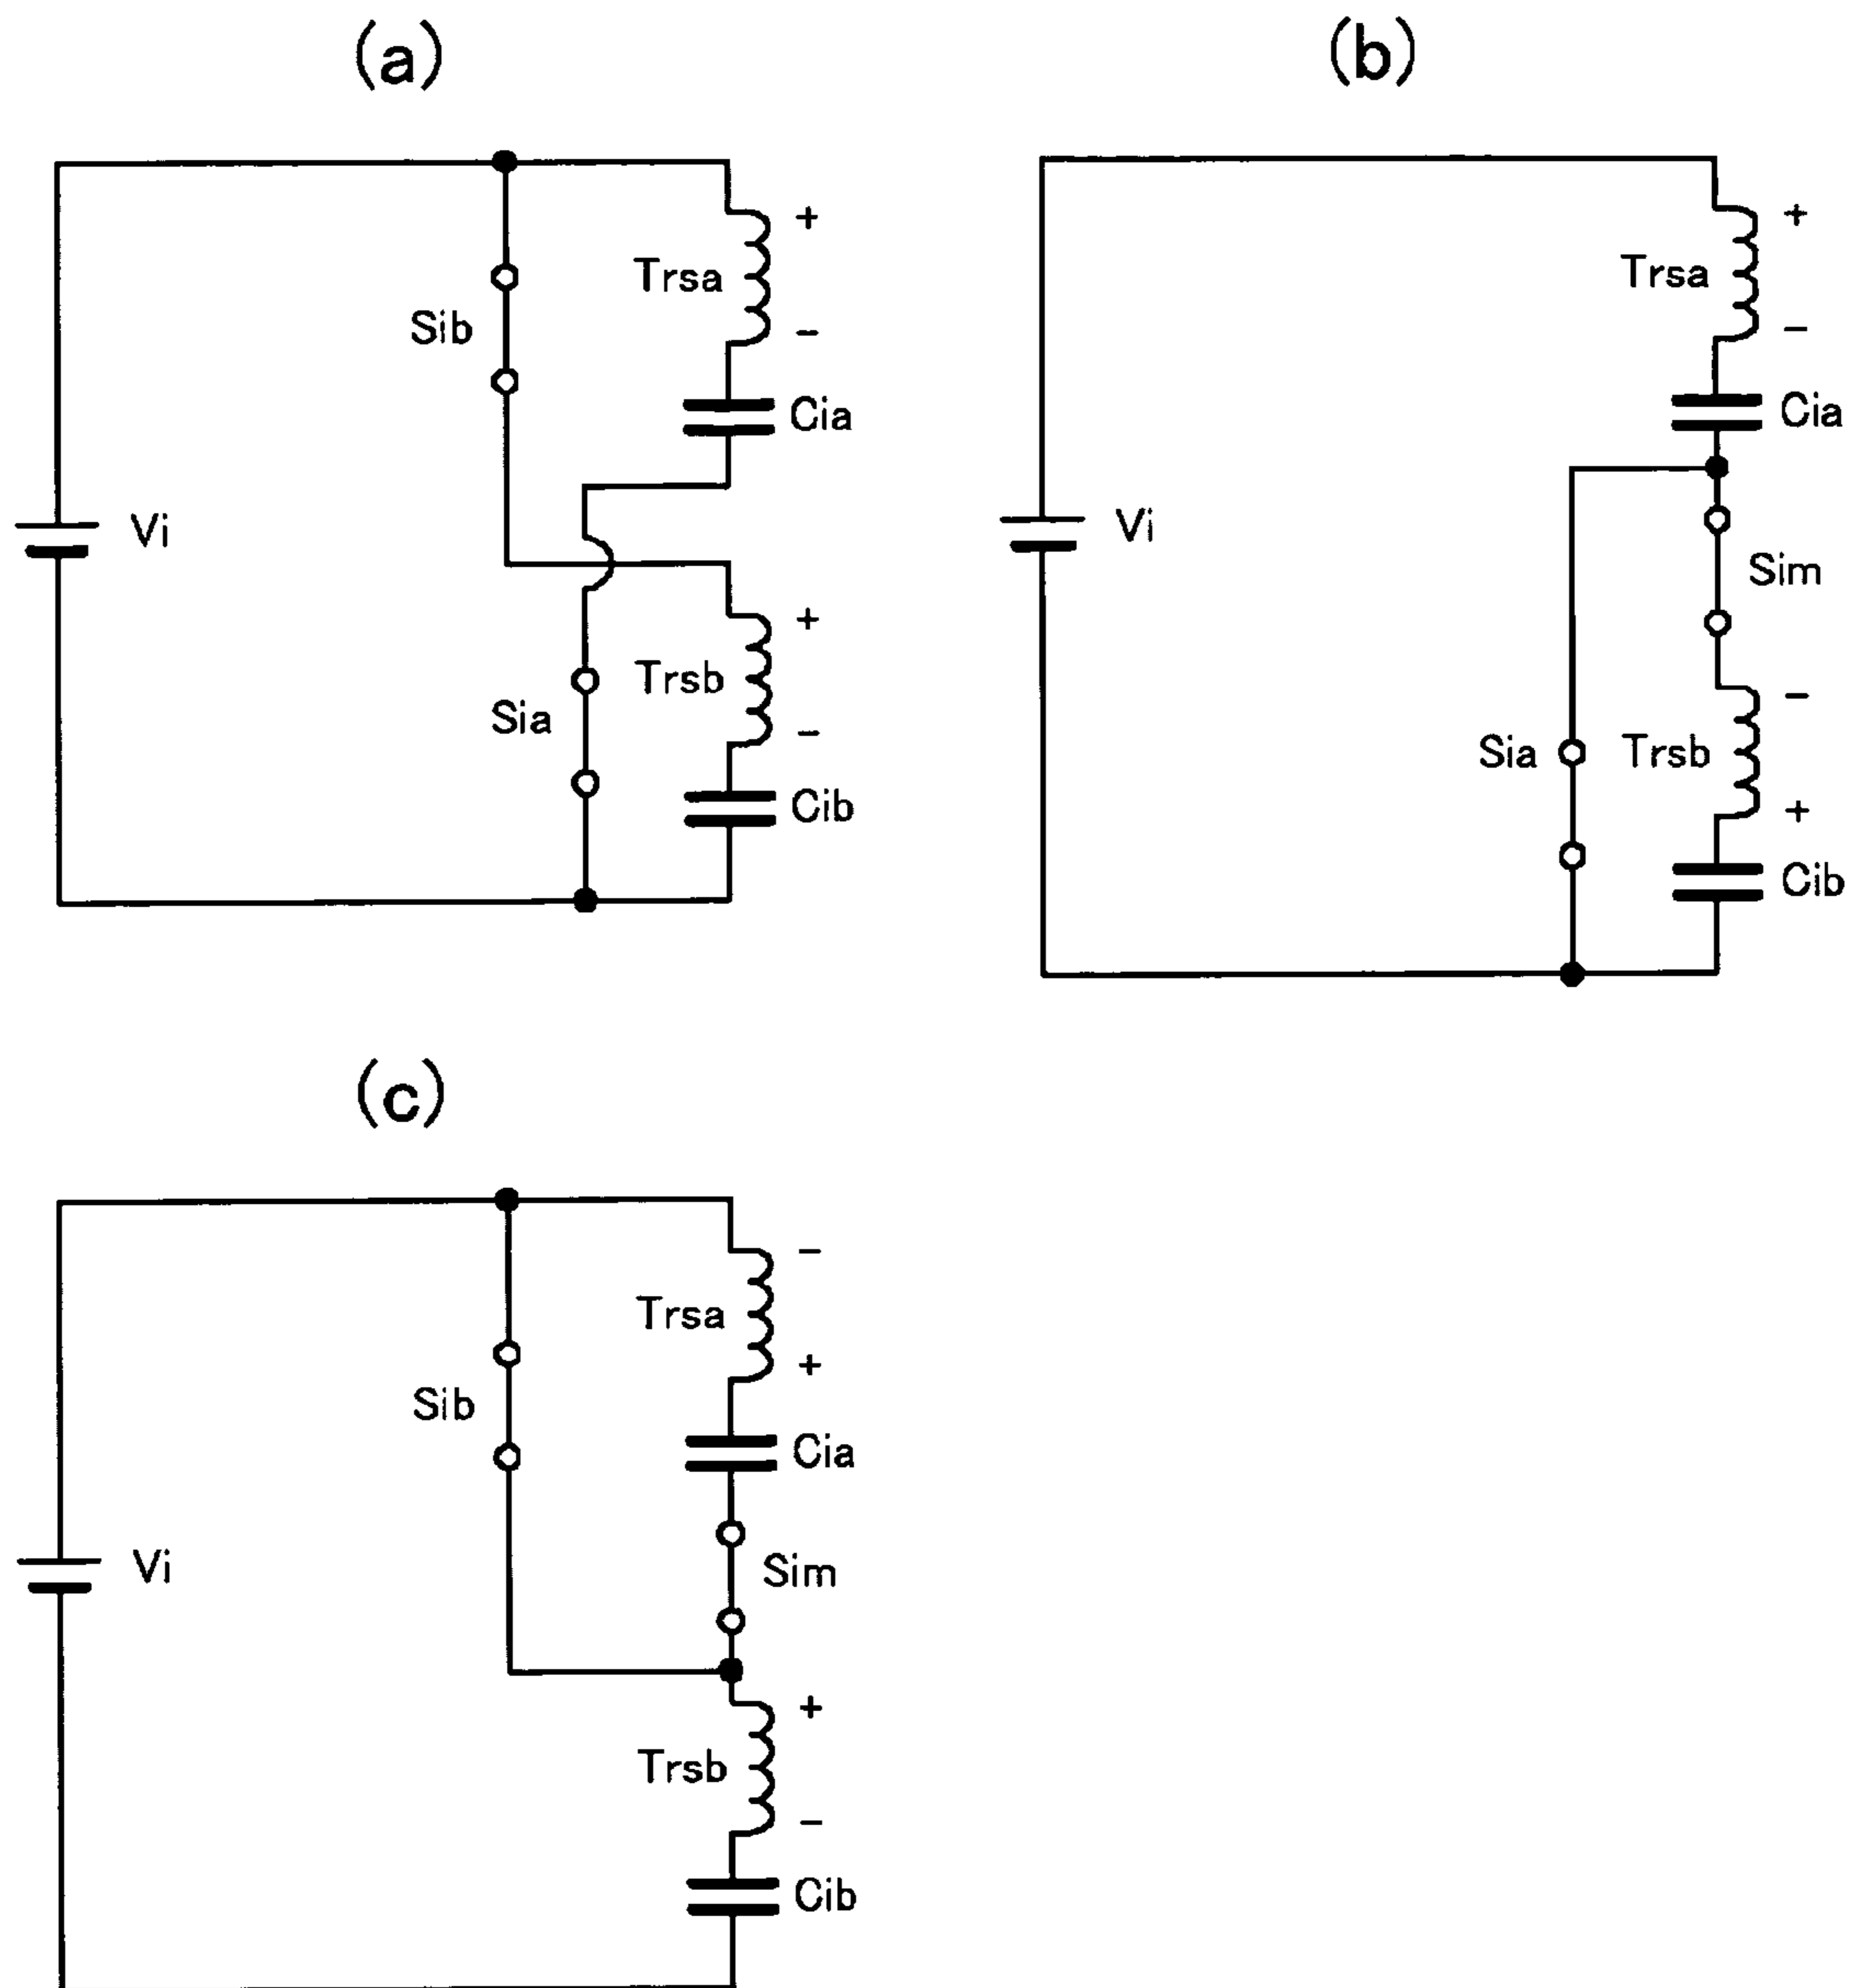 (a)
+
Trsa
-
Sib
Cia
Vi
+
Trsb
-
Sia
Cib
(b)
+
Trsa
-
Cia
Vi
Sim
-
Sia
Trsb
+
Cib
(c)
-
Trsa
+
Sib
Cia
Vi
Sim
+
Trsb
-
Cib